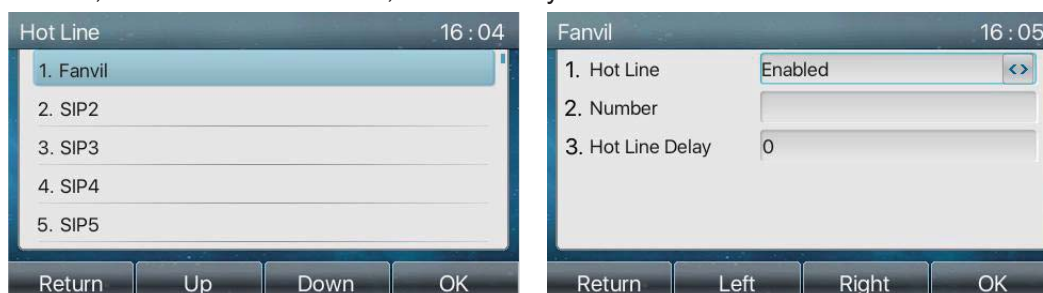 Hot Line 16:04
1. Fanvil
2. SIP2
3. SIP3
4. SIP4
5. SIP5
Return Up Down OK
Fanvil 16:05
1. Hot Line Enabled <>
2. Number
3. Hot Line Delay 0
Return Left Right OK